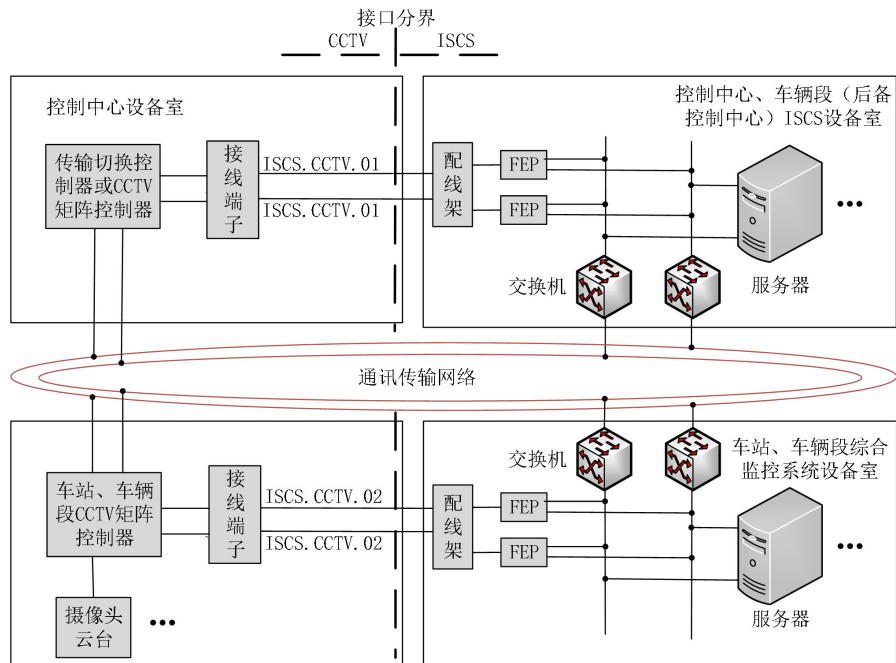 接口分界
CCTV
ISCS
控制中心设备室
传输切换控
制器或CCTV
矩阵控制器
接
线
端
子
ISCS.CCTV.01
ISCS.CCTV.01
配
线
架
FEP
FEP
控制中心、车辆段（后备
控制中心）ISCS设备室
交换机
服务器
通讯传输网络
车站、车辆
段CCTV矩阵
控制器
接
线
端
子
ISCS.CCTV.02
ISCS.CCTV.02
配
线
架
FEP
FEP
交换机
车站、车辆段综合
监控系统设备室
服务器
摄像头
云台